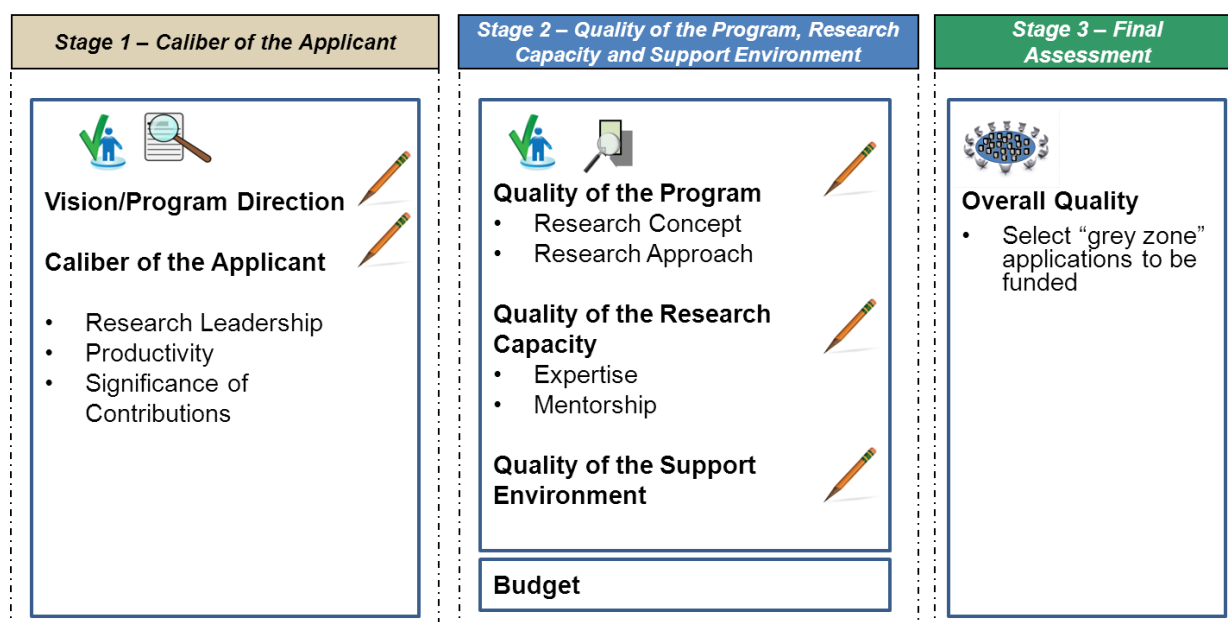 Stage 1 – Caliber of the Applicant
Vision/Program Direction
Caliber of the Applicant
• Research Leadership
• Productivity
• Significance of
Contributions
Stage 2 – Quality of the Program, Research
Capacity and Support Environment
Quality of the Program
• Research Concept
• Research Approach
Quality of the Research
Capacity
• Expertise
• Mentorship
Quality of the Support
Environment
Budget
Stage 3 – Final
Assessment
Overall Quality
• Select “grey zone”
applications to be
funded